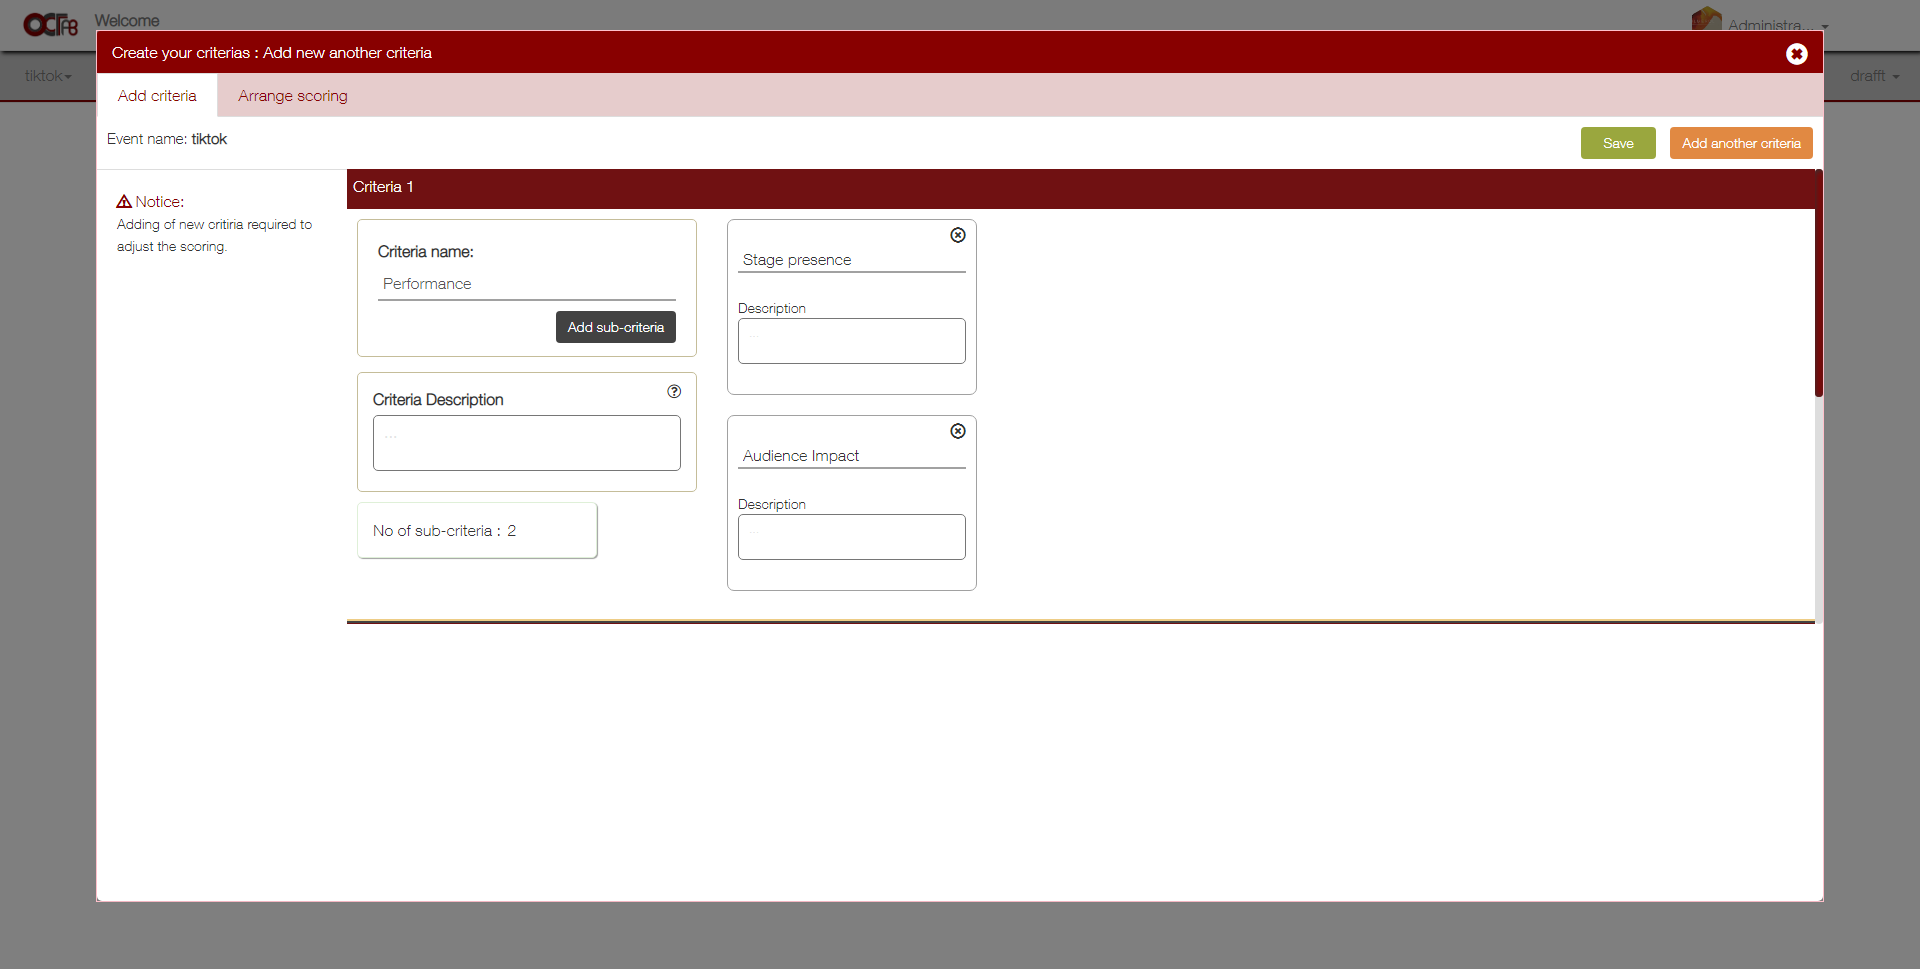 OCTAB Welcome
Administra...
Create your criterias : Add new another criteria
tiktok
drafft
Add criteria
Arrange scoring
Event name: tiktok
Save
Add another criteria
Notice:
Adding of new critiria required to
adjust the scoring.
Criteria 1
Criteria name:
Performance
Add sub-criteria
Criteria Description
...
No of sub-criteria : 2
Stage presence
Description
...
Audience Impact
Description
...